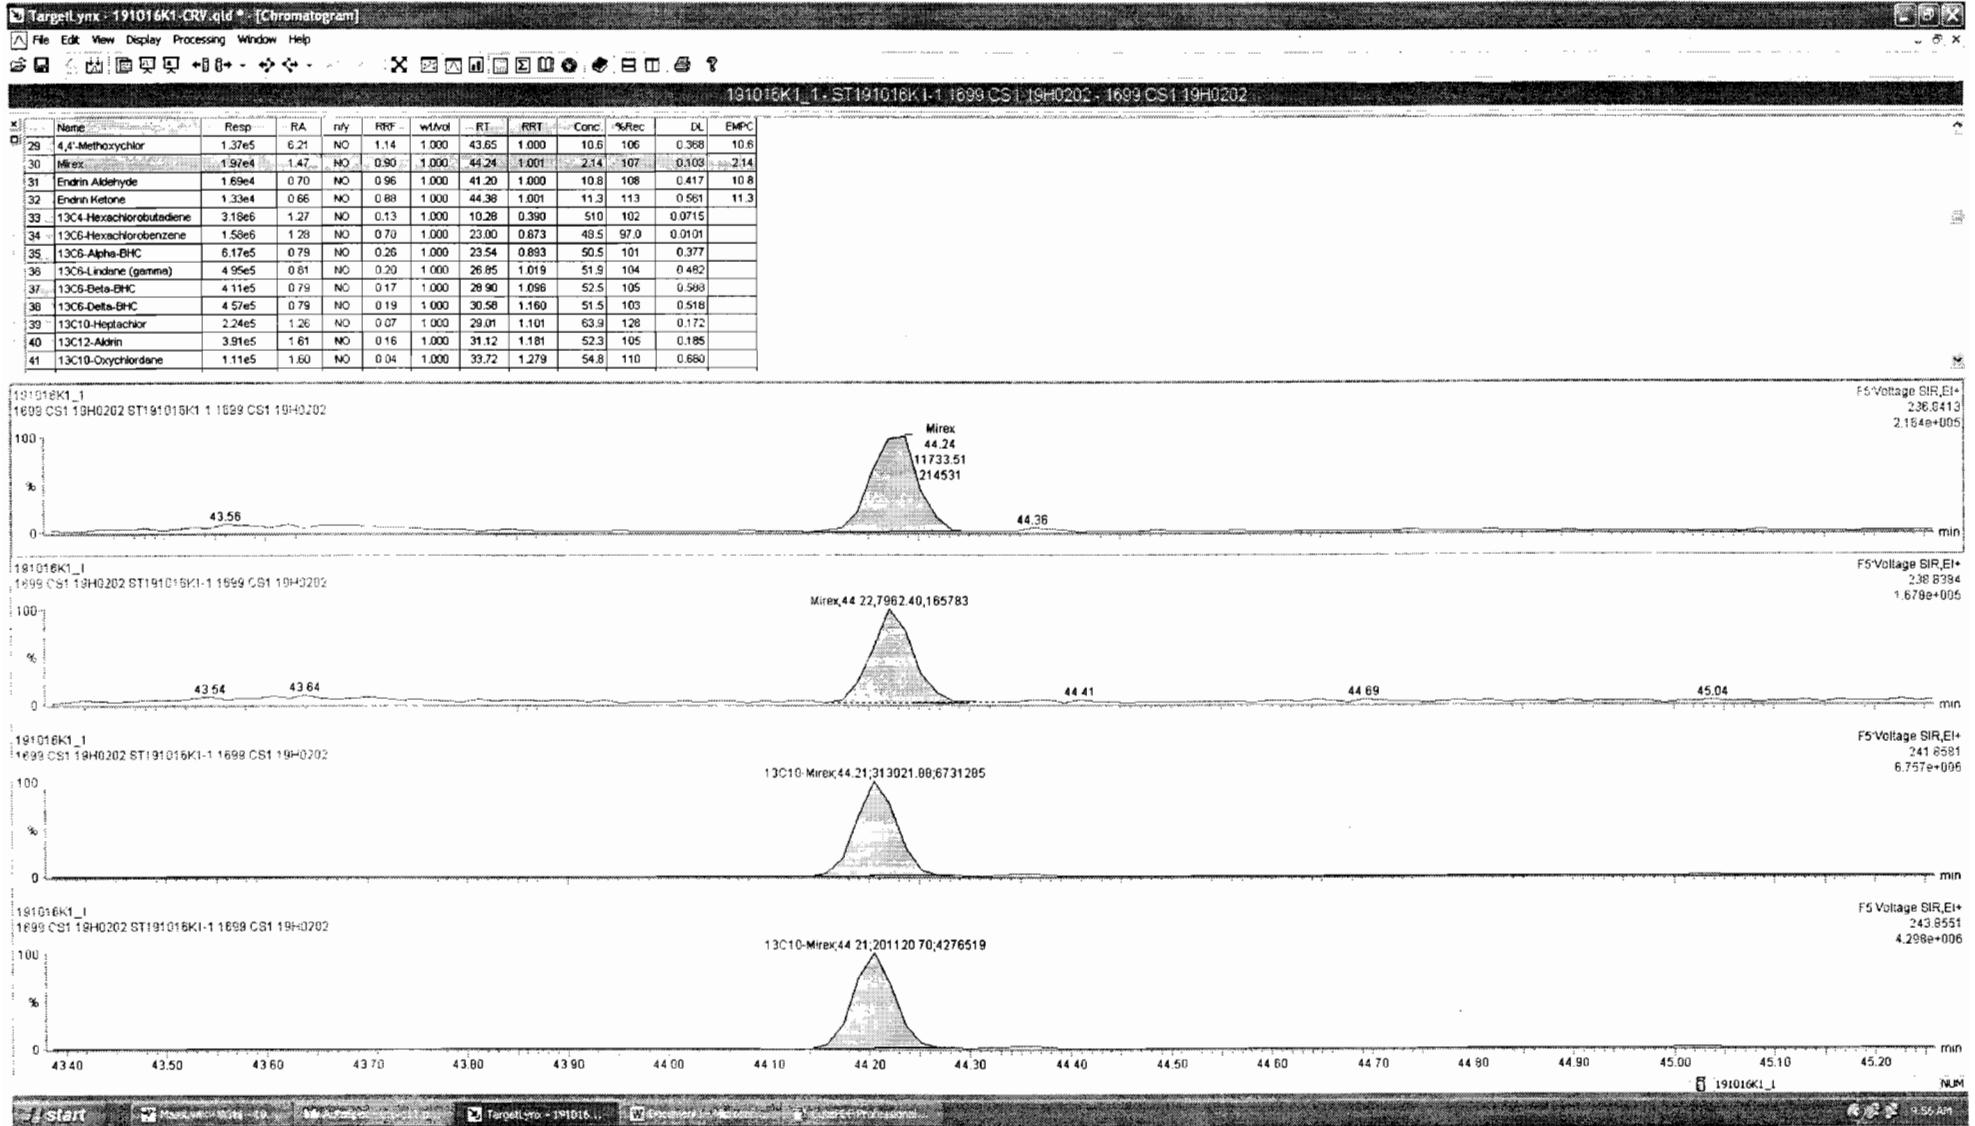 TargetLynx - 191016K1-CRV.qld * - [Chromatogram]
File Edit View Display Processing Window Help
191016K1_1 - ST191016K1-1 1699 CS1 19H0202 - 1699 CS1 19H0202
Name Resp RA n/y RRF wt/vol RT RRT Conc. %Rec DL EMPC
29 4,4'-Methoxychlor 1.37e5 6.21 NO 1.14 1.000 43.65 1.000 10.6 106 0.368 10.6
30 Mirex 1.97e4 1.47 NO 0.90 1.000 44.24 1.001 2.14 107 0.103 2.14
31 Endrin Aldehyde 1.69e4 0.70 NO 0.96 1.000 41.20 1.000 10.8 108 0.417 10.8
32 Endrin Ketone 1.33e4 0.66 NO 0.88 1.000 44.36 1.001 11.3 113 0.561 11.3
33 13C4-Hexachlorobutadiene 3.18e6 1.27 NO 0.13 1.000 10.28 0.390 510 102 0.0715
34 13C6-Hexachlorobenzene 1.58e6 1.28 NO 0.70 1.000 23.00 0.873 48.5 97.0 0.0101
35 13C6-Alpha-BHC 6.17e5 0.79 NO 0.26 1.000 23.54 0.893 50.5 101 0.377
36 13C6-Lindane (gamma) 4.95e5 0.81 NO 0.20 1.000 26.85 1.019 51.9 104 0.482
37 13C6-Beta-BHC 4.11e5 0.79 NO 0.17 1.000 28.90 1.096 52.5 105 0.588
38 13C6-Delta-BHC 4.57e5 0.79 NO 0.19 1.000 30.58 1.160 51.5 103 0.518
39 13C10-Heptachlor 2.24e5 1.26 NO 0.07 1.000 29.01 1.101 63.9 128 0.172
40 13C12-Aldrin 3.91e5 1.61 NO 0.16 1.000 31.12 1.181 52.3 105 0.185
41 13C10-Oxychlordane 1.11e5 1.60 NO 0.04 1.000 33.72 1.279 54.8 110 0.680
191016K1_1
1699 CS1 19H0202 ST191016K1-1 1699 CS1 19H0202
F5:Voltage SIR,EI+
236.8413
2.184e+005
100
%
0
Mirex
44.24
11733.51
214531
43.56
44.36
min
191016K1_1
1699 CS1 19H0202 ST191016K1-1 1699 CS1 19H0202
F5:Voltage SIR,EI+
238.8384
1.678e+005
100
%
0
Mirex,44.22,7962.40,165783
43.54 43.64 44.41 44.69 45.04
min
191016K1_1
1699 CS1 19H0202 ST191016K1-1 1699 CS1 19H0202
F5:Voltage SIR,EI+
241.8581
6.757e+006
100
%
0
13C10-Mirex;44.21;313021.88;6731285
min
191016K1_1
1699 CS1 19H0202 ST191016K1-1 1699 CS1 19H0202
F5:Voltage SIR,EI+
243.8551
4.298e+006
100
%
0
13C10-Mirex;44.21;201120.70;4276519
min
43.40 43.50 43.60 43.70 43.80 43.90 44.00 44.10 44.20 44.30 44.40 44.50 44.60 44.70 44.80 44.90 45.00 45.10 45.20
191016K1_1 NUM
start TargetLynx - 191016... 9:56 AM